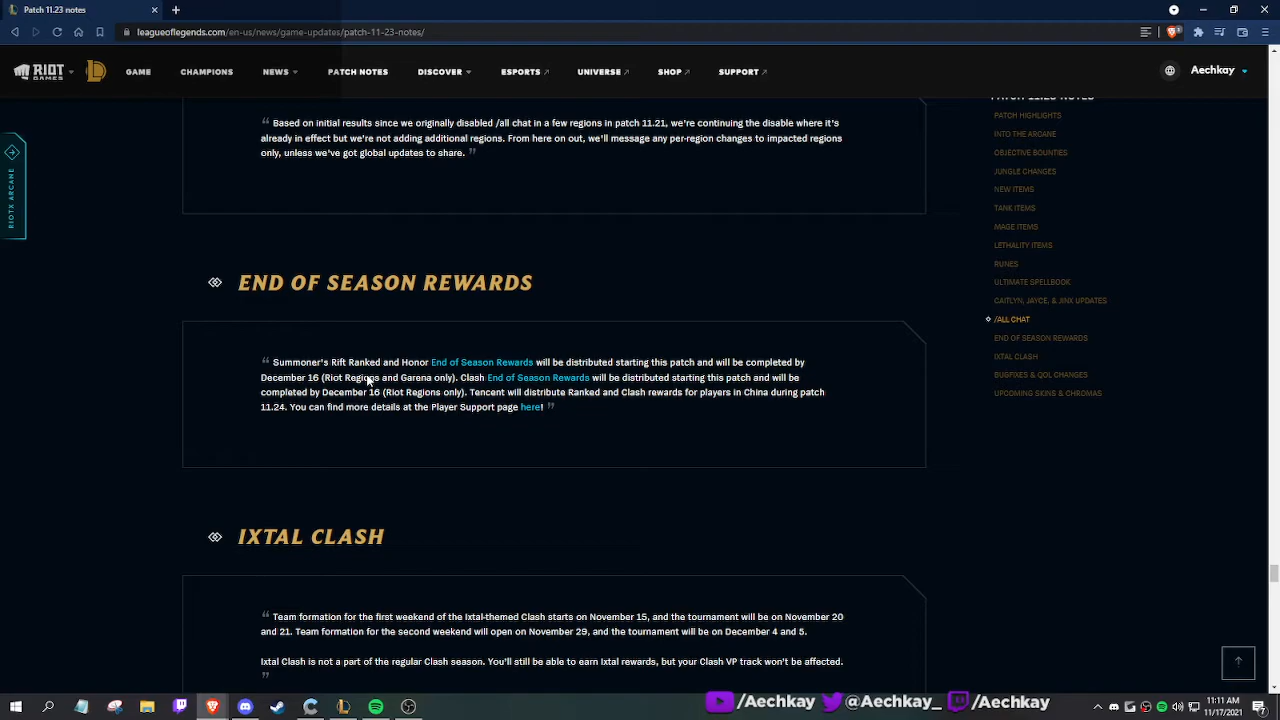 Patch 11.23 notes
leagueoflegends.com/en-us/news/game-updates/patch-11-23-notes/
RIOT GAMES
GAME
CHAMPIONS
NEWS
PATCH NOTES
DISCOVER
ESPORTS
UNIVERSE
SHOP
SUPPORT
Aechkay
RIOTX ARCANE
“ Based on initial results since we originally disabled /all chat in a few regions in patch 11.21, we're continuing the disable where it's
already in effect but we're not adding additional regions. From here on out, we'll message any per-region changes to impacted regions
only, unless we've got global updates to share. ”
END OF SEASON REWARDS
“ Summoner's Rift Ranked and Honor End of Season Rewards will be distributed starting this patch and will be completed by
December 16 (Riot Regions and Garena only). Clash End of Season Rewards will be distributed starting this patch and will be
completed by December 16 (Riot Regions only). Tencent will distribute Ranked and Clash rewards for players in China during patch
11.24. You can find more details at the Player Support page here! ”
IXTAL CLASH
“ Team formation for the first weekend of the Ixtal-themed Clash starts on November 15, and the tournament will be on November 20
and 21. Team formation for the second weekend will open on November 29, and the tournament will be on December 4 and 5.
Ixtal Clash is not a part of the regular Clash season. You'll still be able to earn Ixtal rewards, but your Clash VP track won't be affected.
”
PATCH 11.23 NOTES
PATCH HIGHLIGHTS
INTO THE ARCANE
OBJECTIVE BOUNTIES
JUNGLE CHANGES
NEW ITEMS
TANK ITEMS
MAGE ITEMS
LETHALITY ITEMS
RUNES
ULTIMATE SPELLBOOK
CAITLYN, JAYCE, & JINX UPDATES
/ALL CHAT
END OF SEASON REWARDS
IXTAL CLASH
BUGFIXES & QOL CHANGES
UPCOMING SKINS & CHROMAS
/Aechkay
@Aechkay_
/Aechkay
11:11 AM
11/17/2021